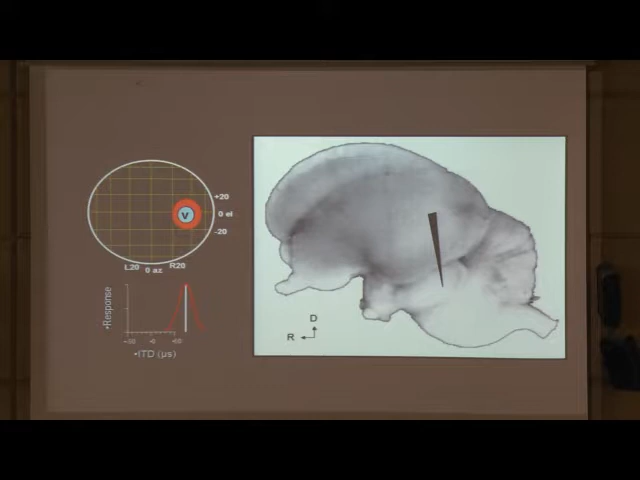 +20
0 el
-20
V
L20 0 az R20
•Response
•ITD (µs)
D
R